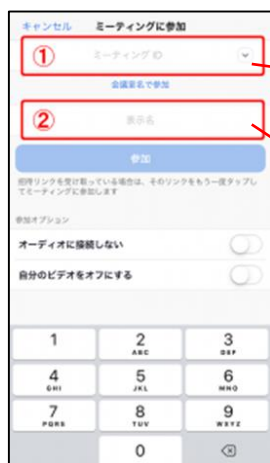 キャンセル ミーティングに参加
① ミーティング ID
会議室名で参加
② 表示名
参加
招待リンクを受け取っている場合は、そのリンクをもう一度タップし
てミーティングに参加します
参加オプション
オーディオに接続しない
自分のビデオをオフにする
1 2 3
ABC DEF
4 5 6
GHI JKL MNO
7 8 9
PQRS TUV WXYZ
0